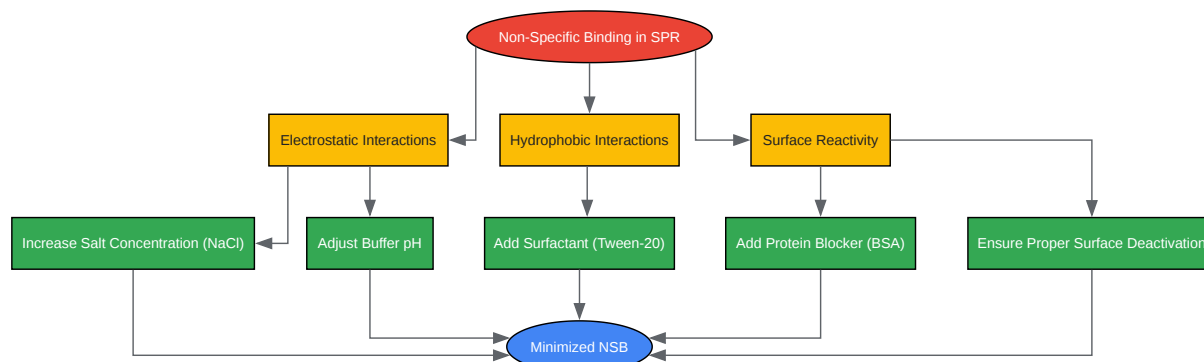 Non-Specific Binding in SPR
Electrostatic Interactions
Hydrophobic Interactions
Surface Reactivity
Increase Salt Concentration (NaCl)
Adjust Buffer pH
Add Surfactant (Tween-20)
Add Protein Blocker (BSA)
Ensure Proper Surface Deactivation
Minimized NSB